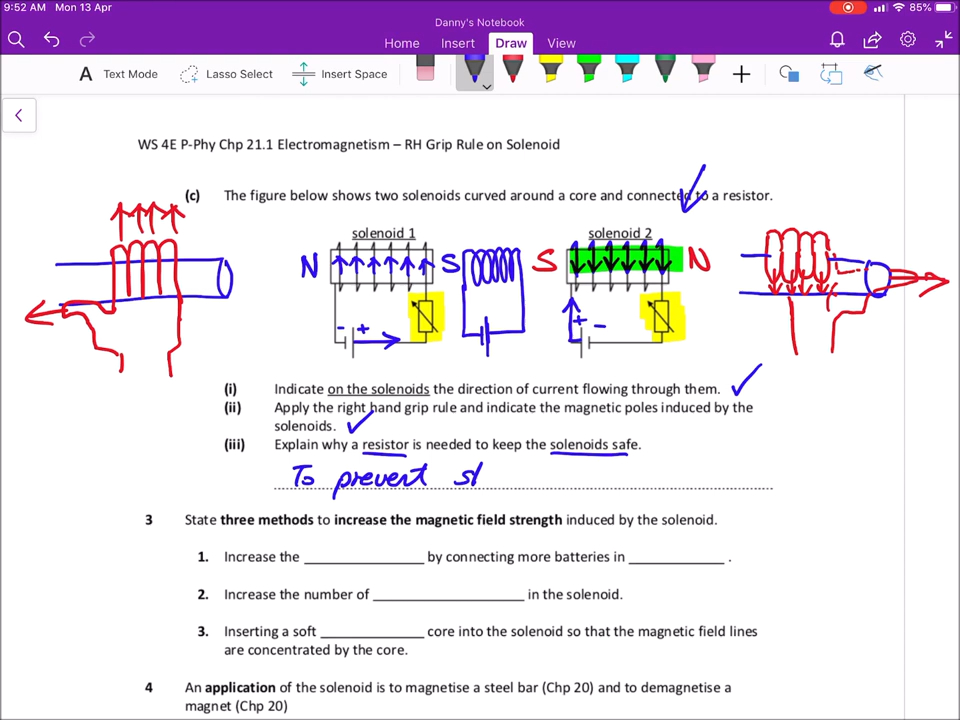 9:52 AM Mon 13 Apr
85%
Danny's Notebook
Home Insert Draw View
A Text Mode Lasso Select Insert Space
WS 4E P-Phy Chp 21.1 Electromagnetism – RH Grip Rule on Solenoid
(c) The figure below shows two solenoids curved around a core and connected to a resistor.
solenoid 1 solenoid 2
N S S N
- + + -
(i) Indicate on the solenoids the direction of current flowing through them.
(ii) Apply the right hand grip rule and indicate the magnetic poles induced by the
solenoids.
(iii) Explain why a resistor is needed to keep the solenoids safe.
To prevent sh
3 State three methods to increase the magnetic field strength induced by the solenoid.
1. Increase the ________________ by connecting more batteries in _____________ .
2. Increase the number of ____________________ in the solenoid.
3. Inserting a soft ______________ core into the solenoid so that the magnetic field lines
are concentrated by the core.
4 An application of the solenoid is to magnetise a steel bar (Chp 20) and to demagnetise a
magnet (Chp 20)